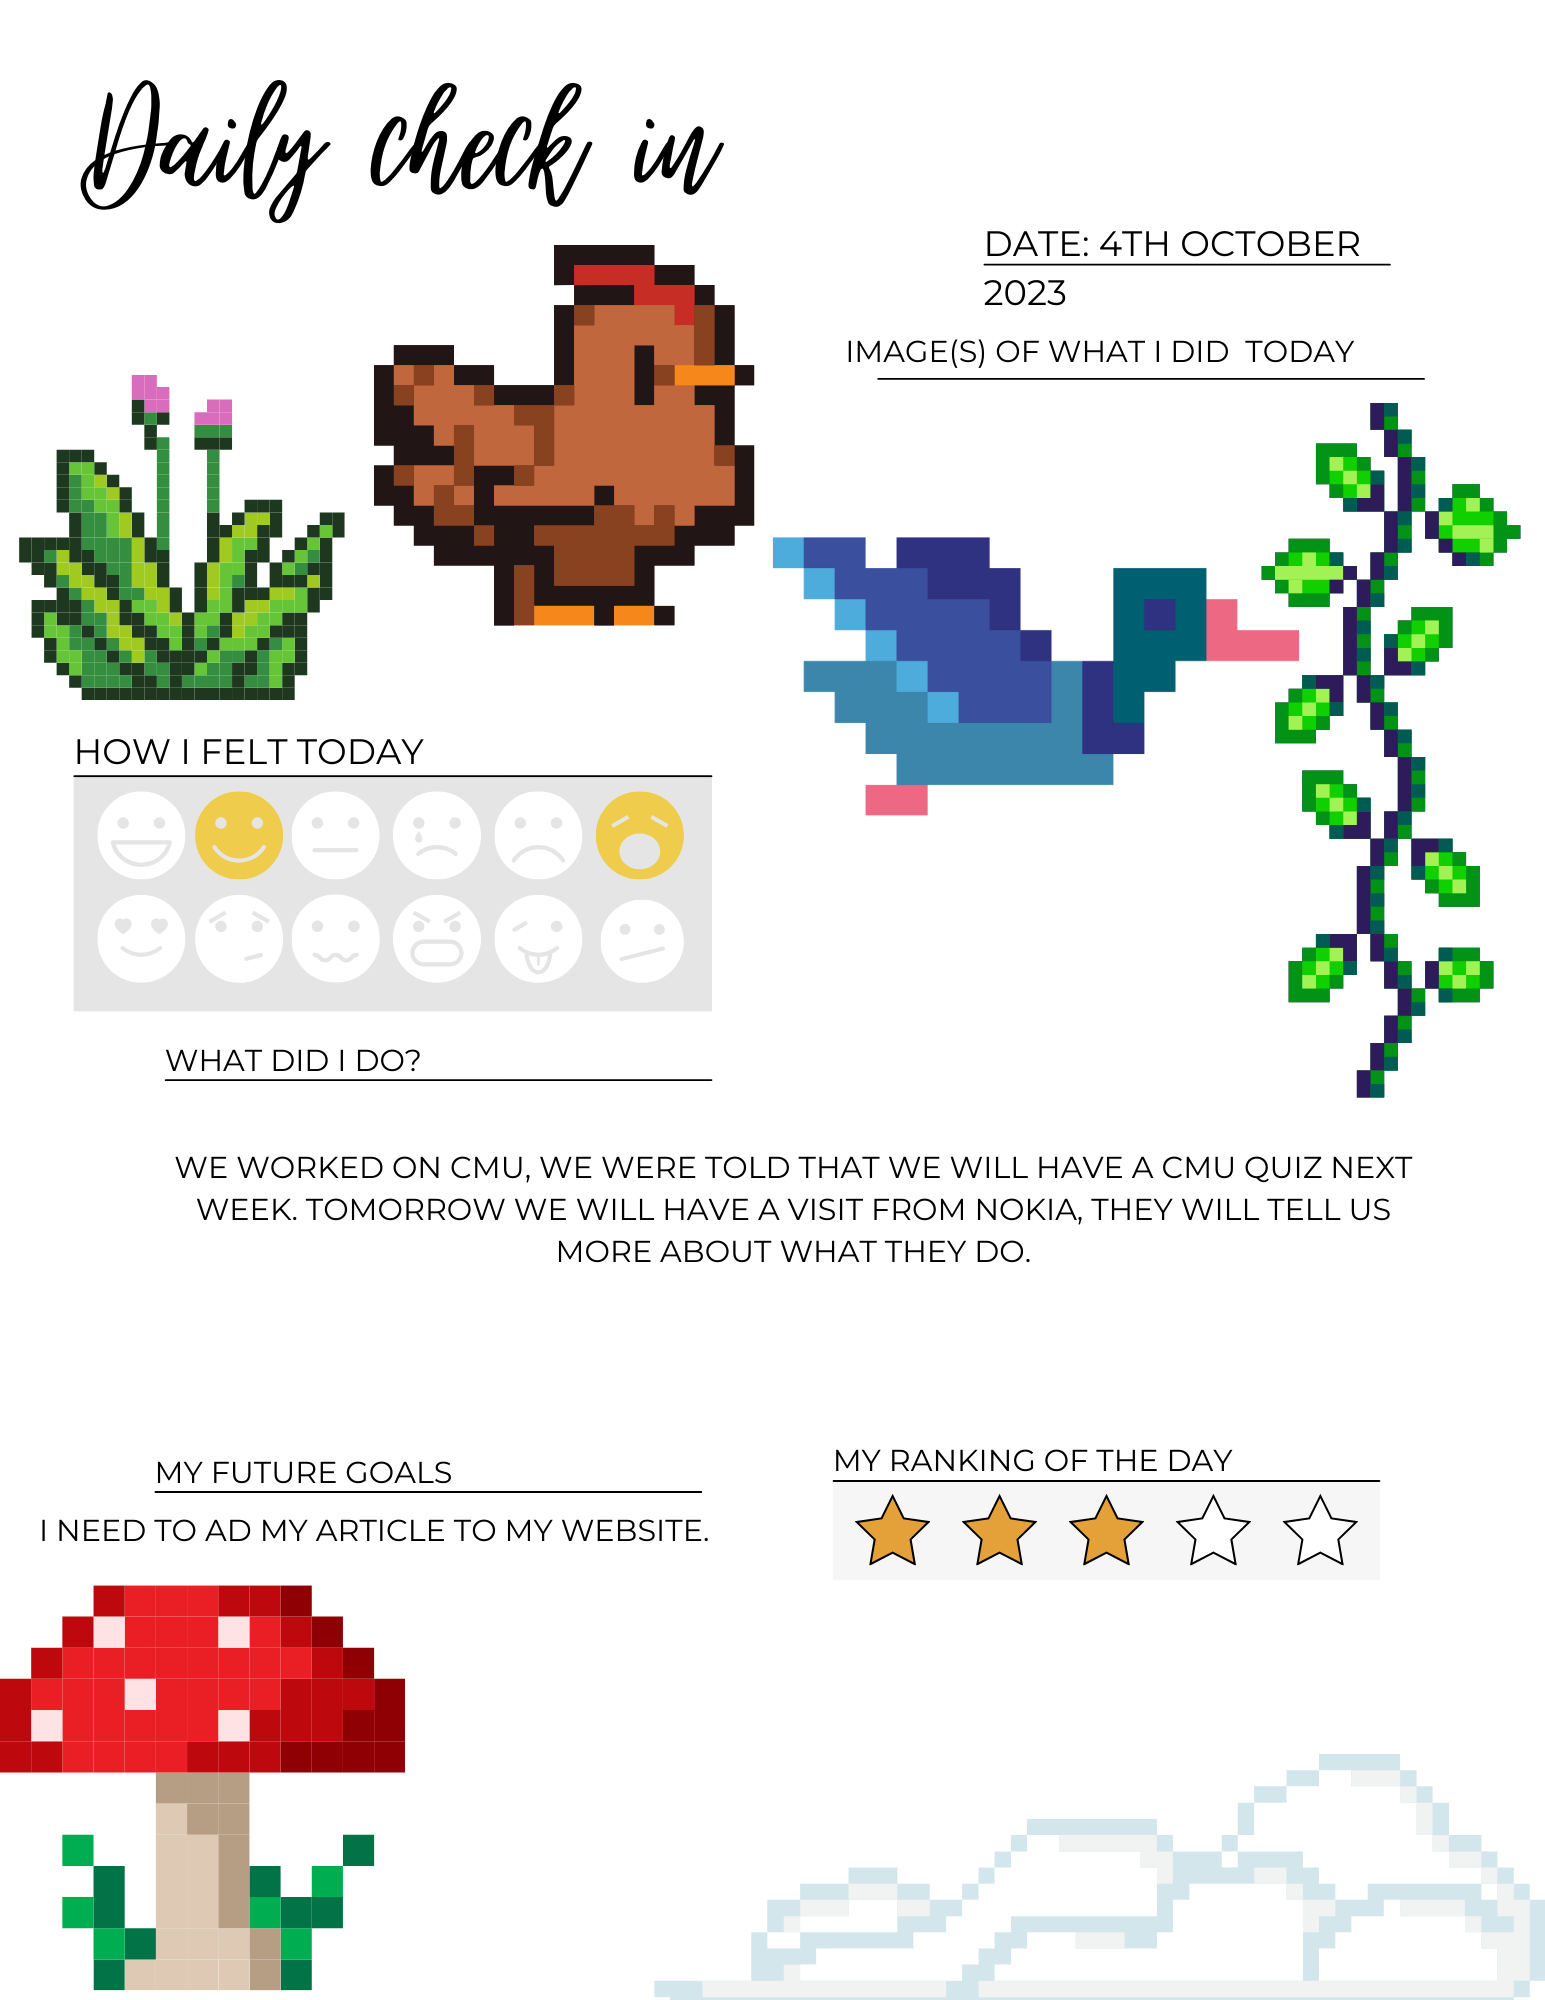 Daily check in
DATE: 4TH OCTOBER
2023
IMAGE(S) OF WHAT I DID TODAY
HOW I FELT TODAY
WHAT DID I DO?
WE WORKED ON CMU, WE WERE TOLD THAT WE WILL HAVE A CMU QUIZ NEXT
WEEK. TOMORROW WE WILL HAVE A VISIT FROM NOKIA, THEY WILL TELL US
MORE ABOUT WHAT THEY DO.
MY FUTURE GOALS
I NEED TO AD MY ARTICLE TO MY WEBSITE.
MY RANKING OF THE DAY